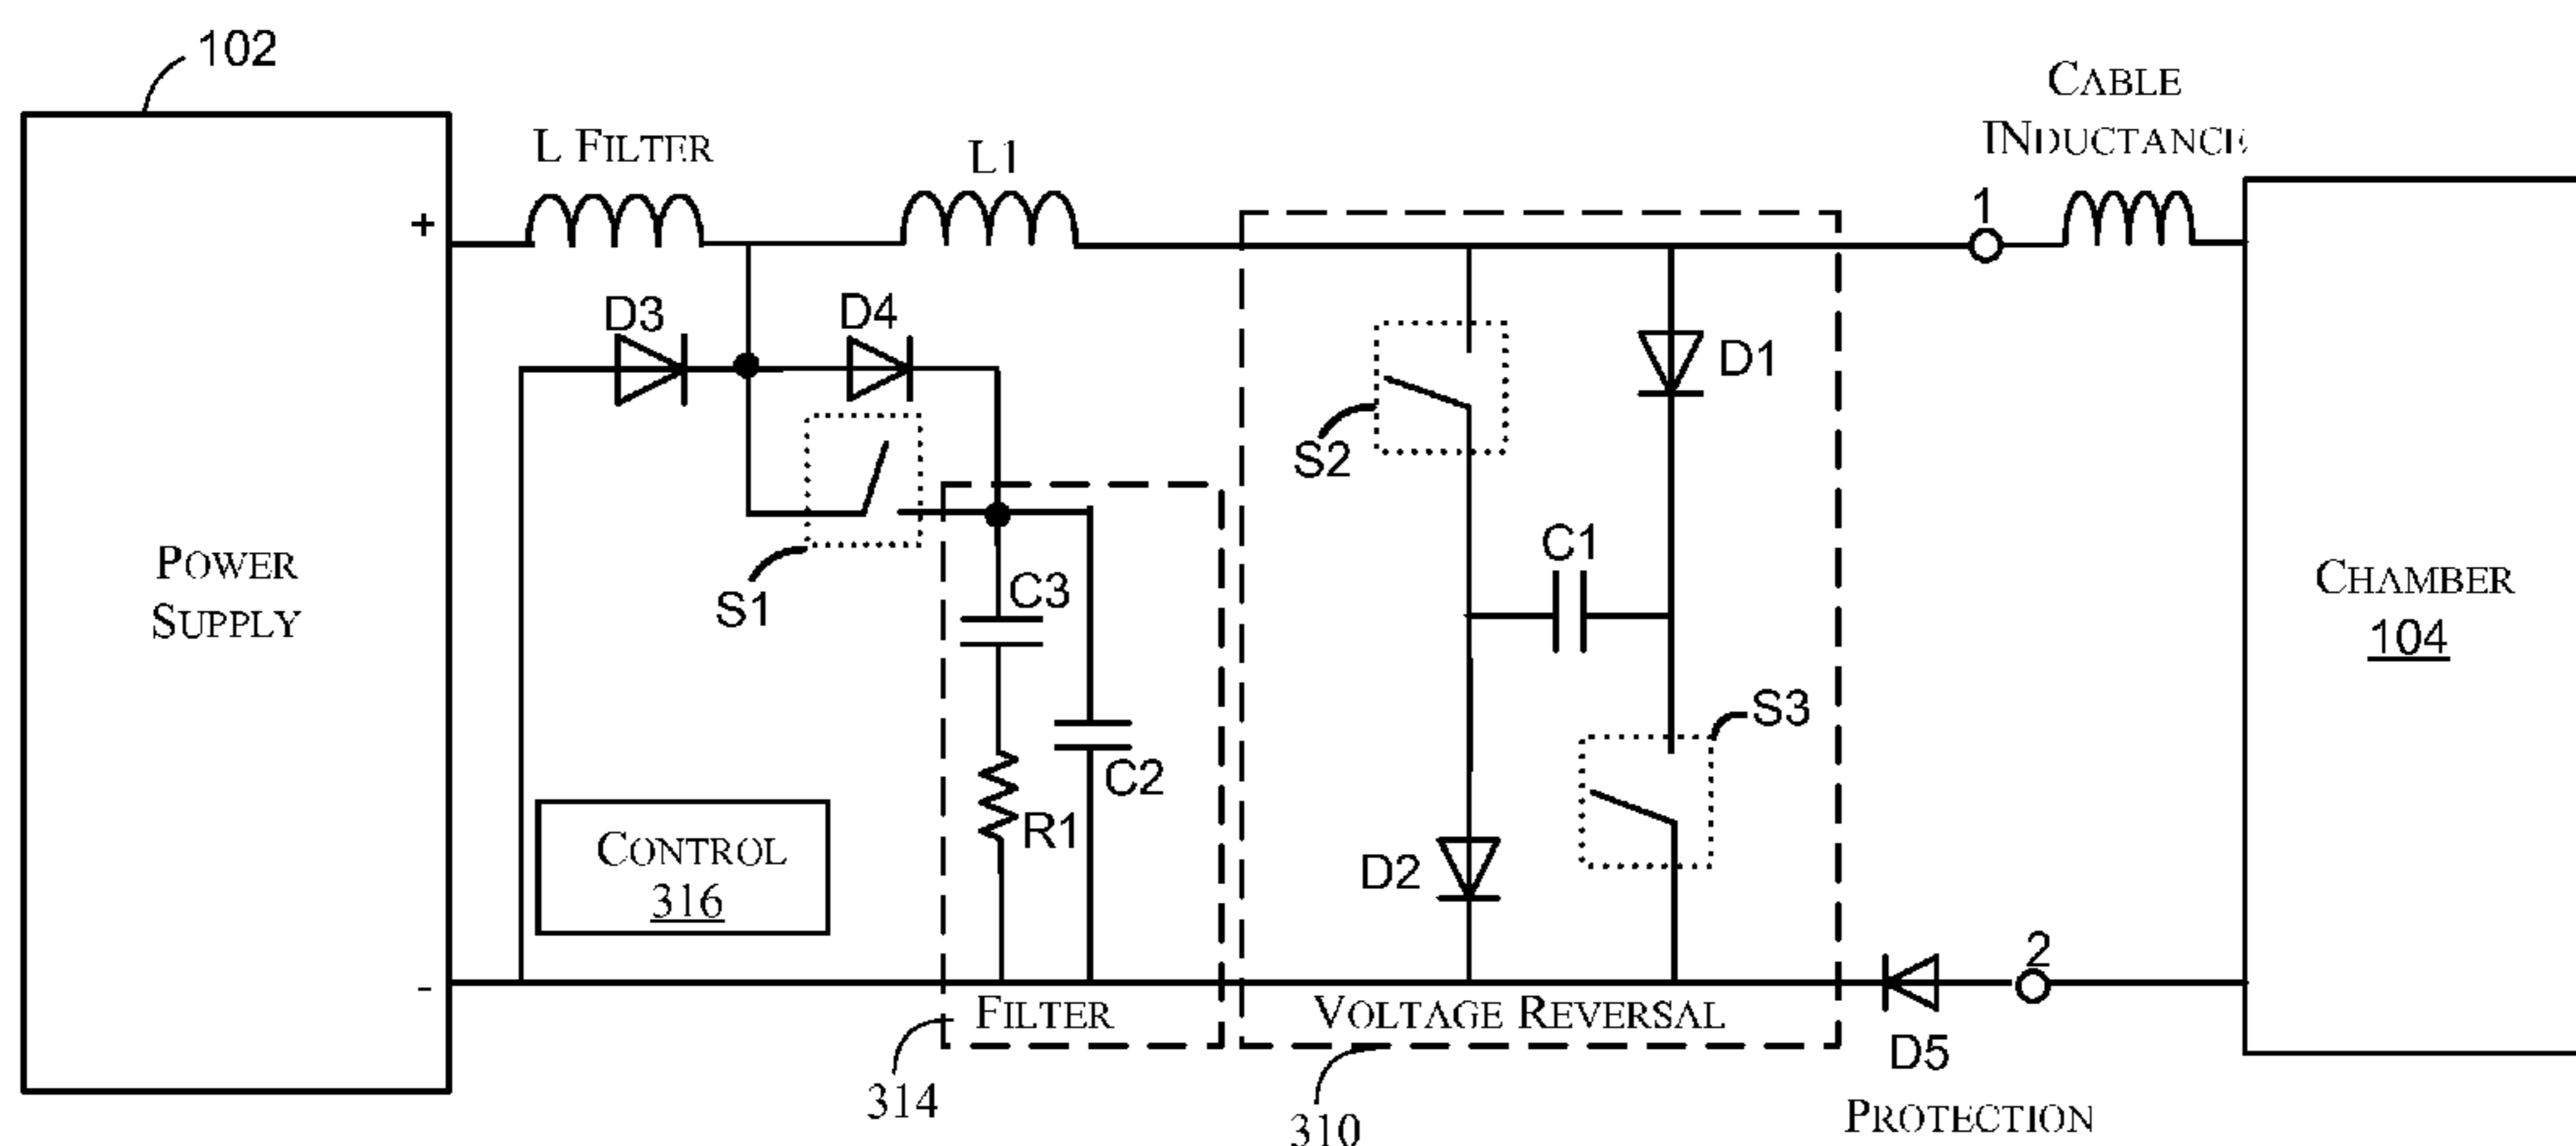 102
L FILTER
L1
CABLE
INDUCTANCE
1
+
D3
D4
D1
S2
S1
C3
C1
POWER
SUPPLY
CHAMBER
104
S3
C2
R1
CONTROL
316
D2
2
-
FILTER
VOLTAGE REVERSAL
D5
314
310
PROTECTION